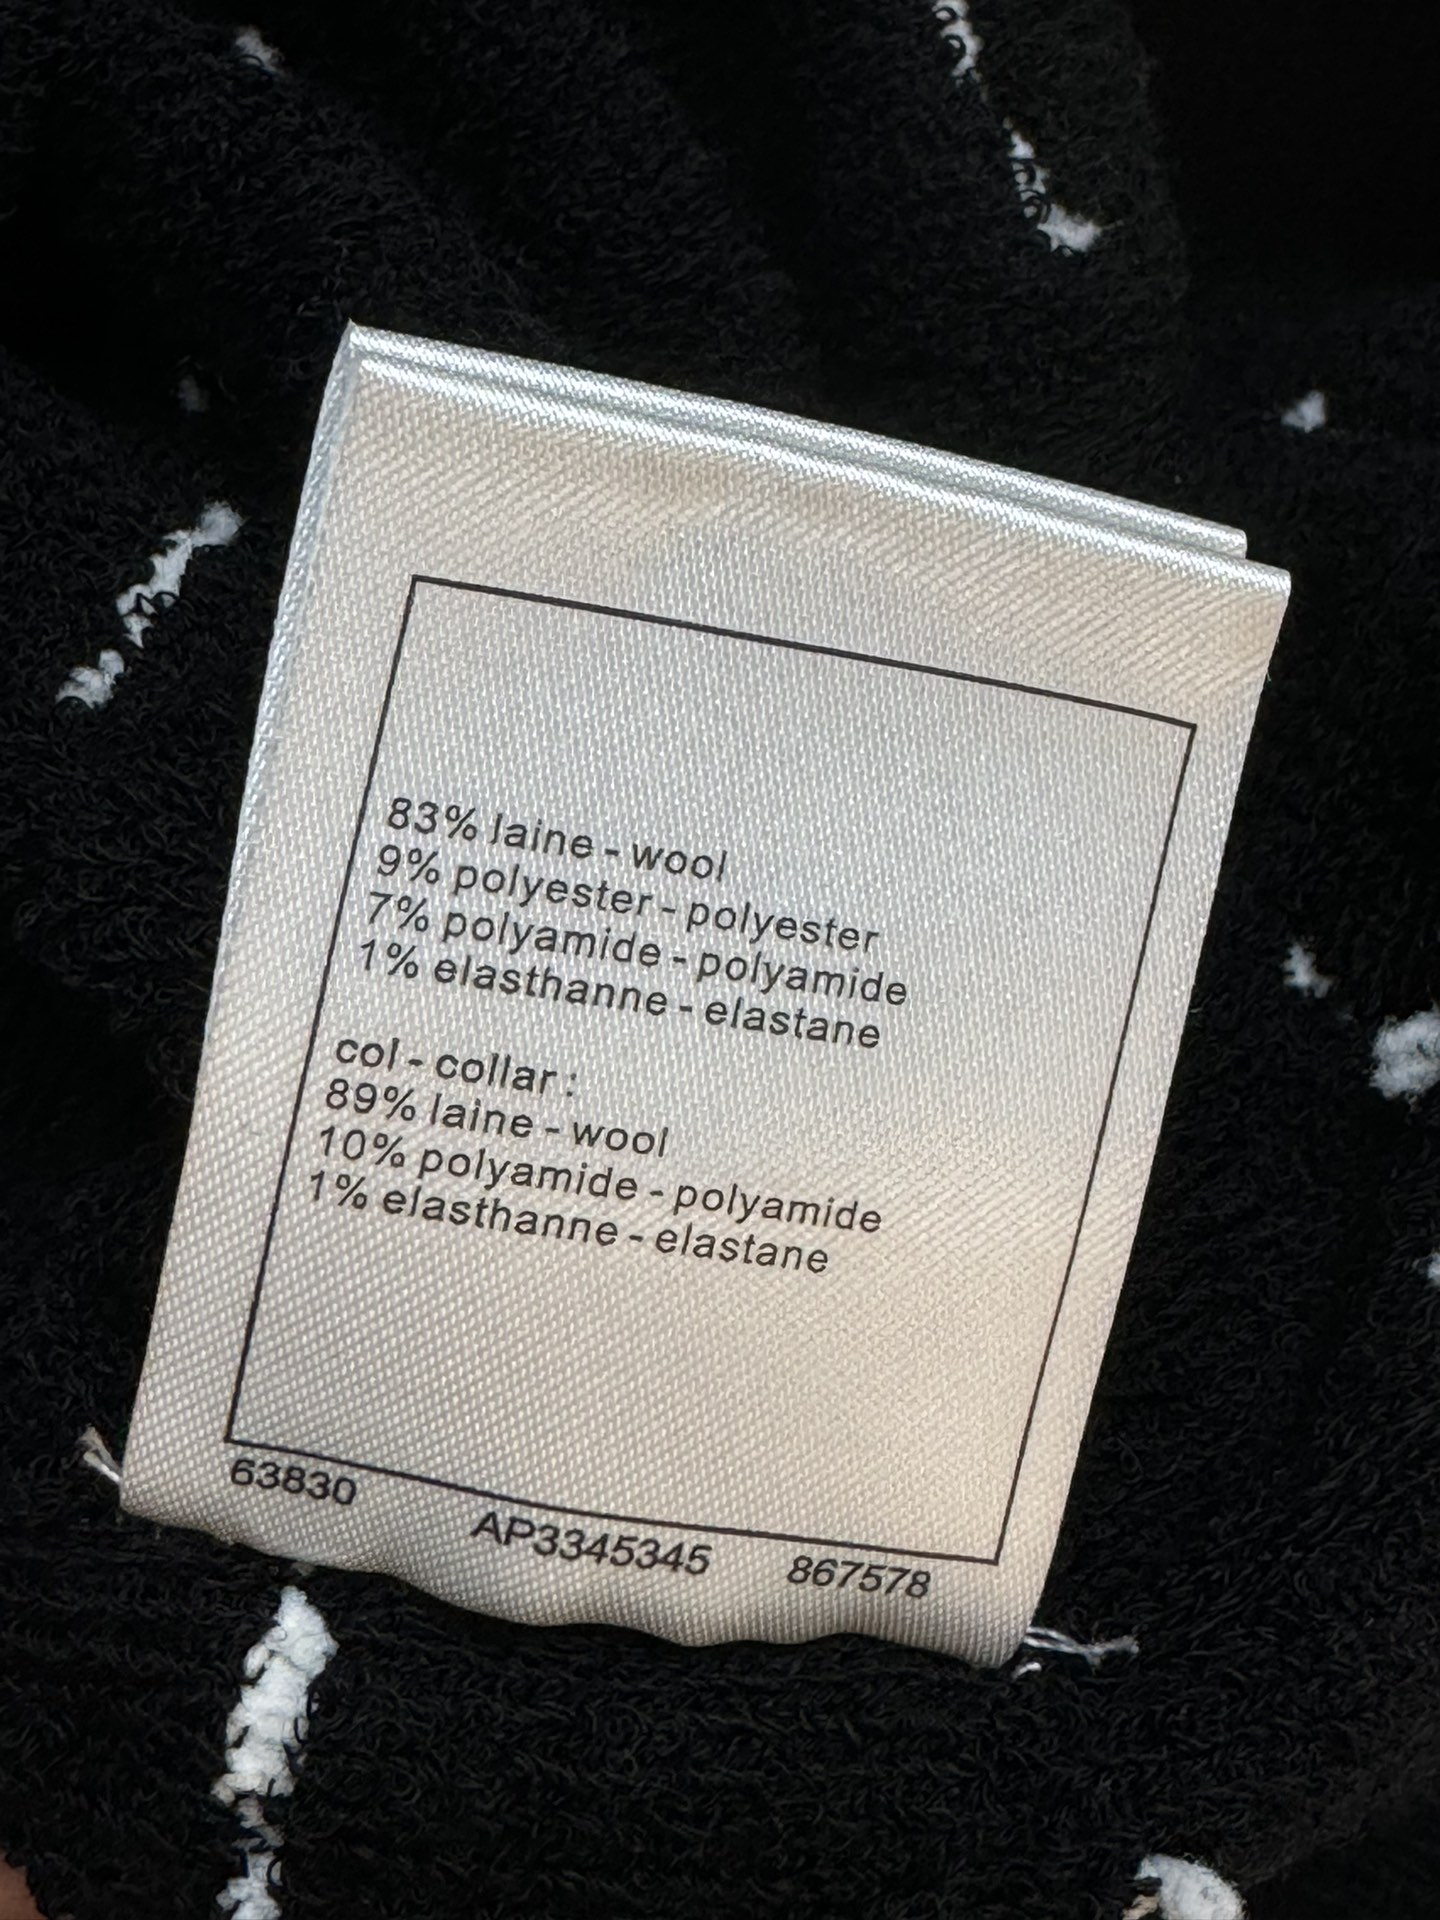 83% laine - wool
9% polyester - polyester
7% polyamide - polyamide
1% elasthanne - elastane
col - collar :
89% laine - wool
10% polyamide - polyamide
1% elasthanne - elastane
63830 AP3345345 867578